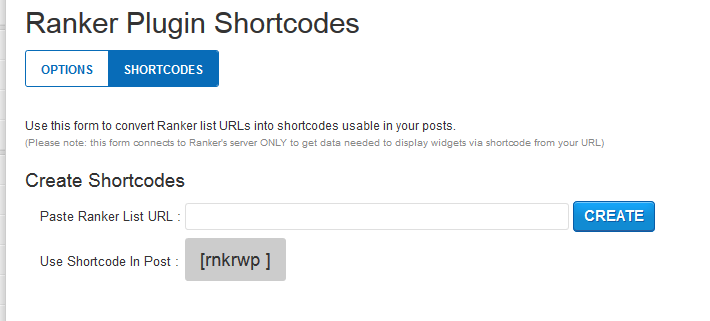 Ranker Plugin Shortcodes
OPTIONS SHORTCODES
Use this form to convert Ranker list URLs into shortcodes usable in your posts.
(Please note: this form connects to Ranker's server ONLY to get data needed to display widgets via shortcode from your URL)
Create Shortcodes
Paste Ranker List URL : CREATE
Use Shortcode In Post : [rnkrwp ]